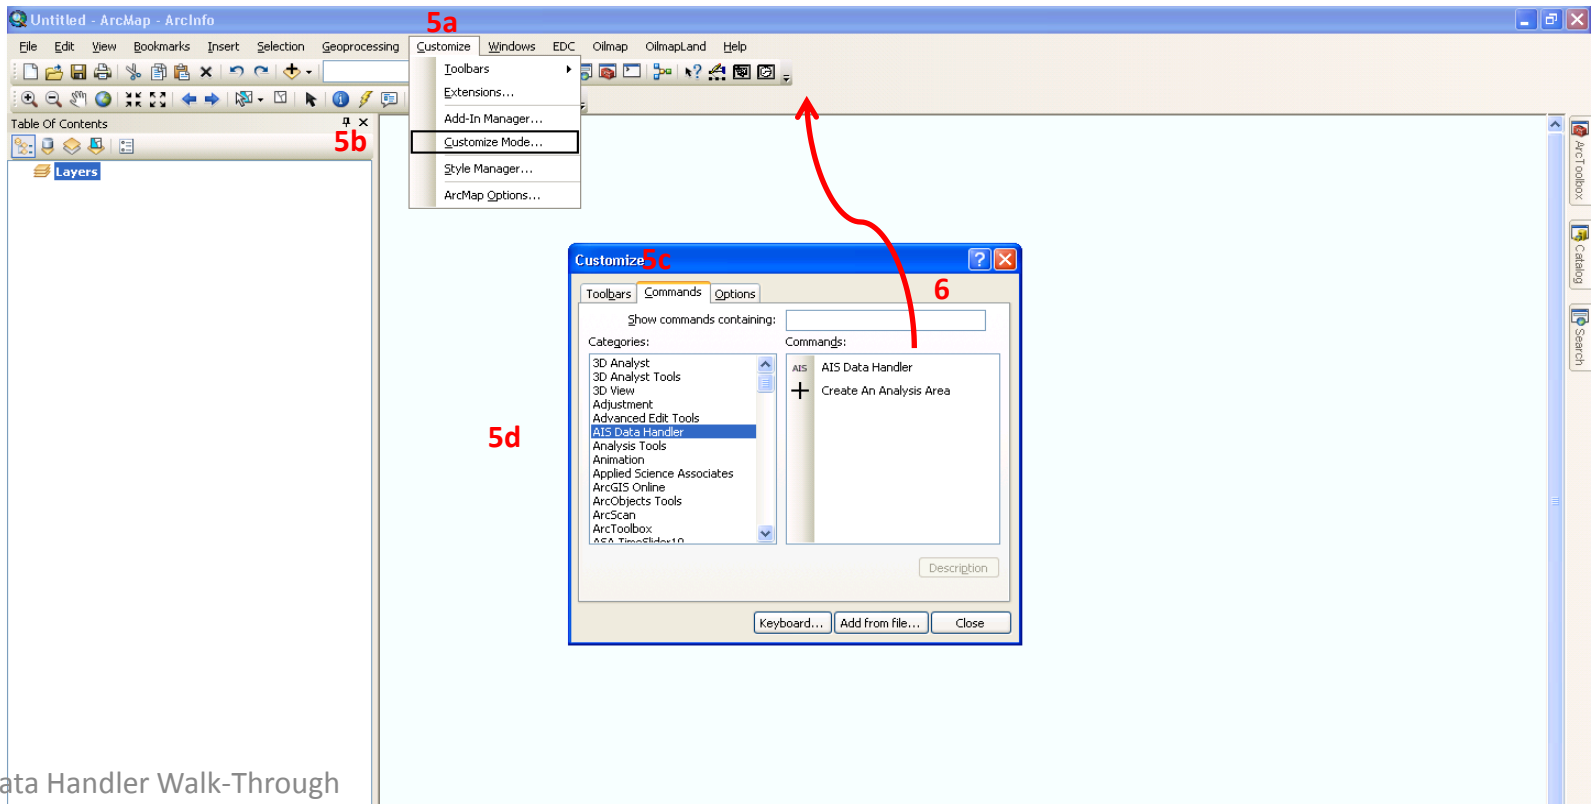 Untitled - ArcMap - ArcInfo
5a
File Edit View Bookmarks Insert Selection Geoprocessing Customize Windows EDC Oilmap OilmapLand Help
Toolbars
Extensions...
Add-In Manager...
Customize Mode...
Style Manager...
ArcMap Options...
Table Of Contents
5b
Layers
ArcToolbox
Catalog
Search
Customize
5c
Toolbars Commands Options
6
Show commands containing:
Categories:
Commands:
3D Analyst
3D Analyst Tools
3D View
Adjustment
Advanced Edit Tools
AIS Data Handler
Analysis Tools
Animation
Applied Science Associates
ArcGIS Online
ArcObjects Tools
ArcScan
ArcToolbox
ASA TimeSlider10
AIS AIS Data Handler
Create An Analysis Area
5d
Description
Keyboard... Add from file... Close
ata Handler Walk-Through